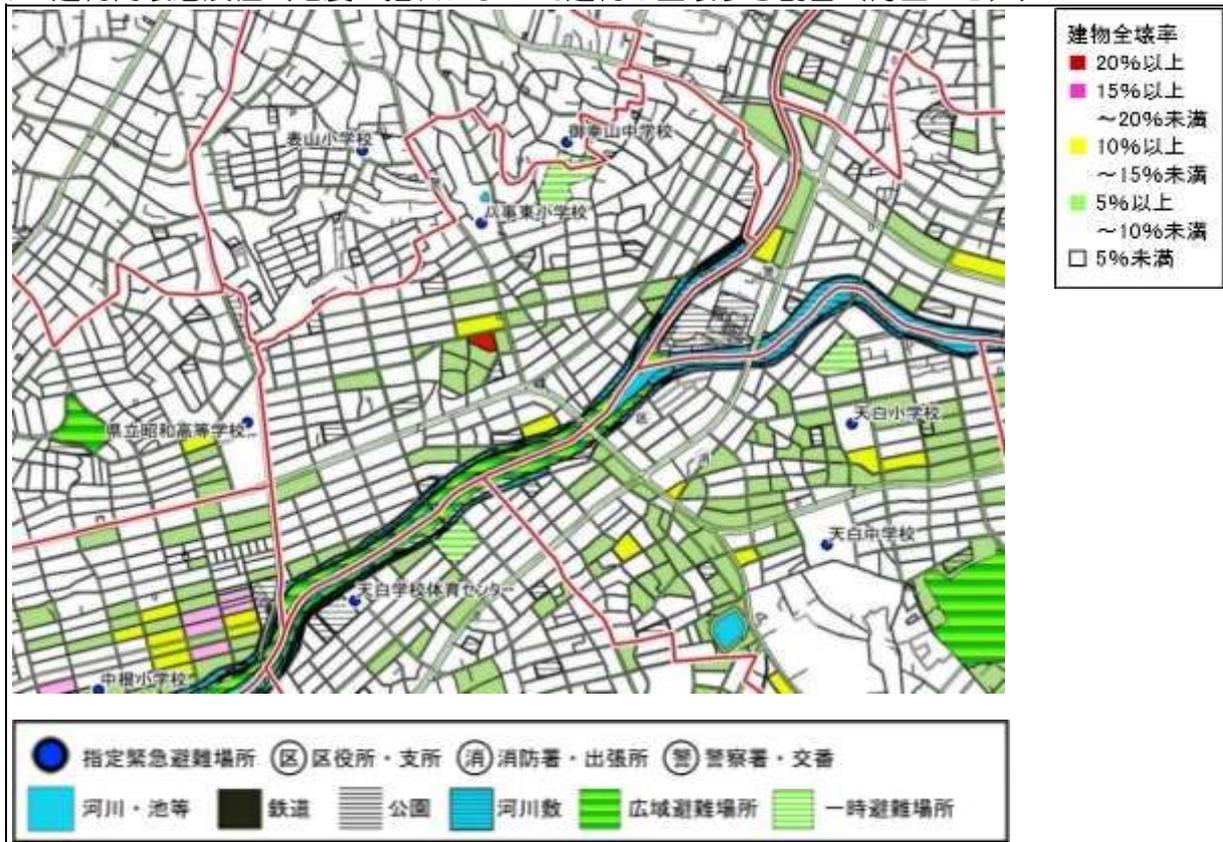 建物全壊率
20%以上
15%以上
～20%未満
10%以上
～15%未満
5%以上
～10%未満
5%未満
表山小学校
御幸山中学校
八事東小学校
県立昭和高等学校
区
天白小学校
消
天白中学校
天白学校体育センター
中根小学校
指定緊急避難場所
区 区役所・支所
消 消防署・出張所
警 警察署・交番
河川・池等
鉄道
公園
河川敷
広域避難場所
一時避難場所